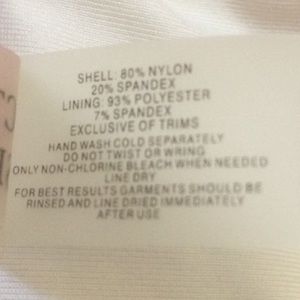 SHELL: 80% NYLON
20% SPANDEX
LINING: 93% POLYESTER
7% SPANDEX
EXCLUSIVE OF TRIMS
HAND WASH COLD SEPARATELY
DO NOT TWIST OR WRING
ONLY NON-CHLORINE BLEACH WHEN NEEDED
LINE DRY
FOR BEST RESULTS GARMENTS SHOULD BE
RINSED AND LINE DRIED IMMEDIATELY
AFTER USE